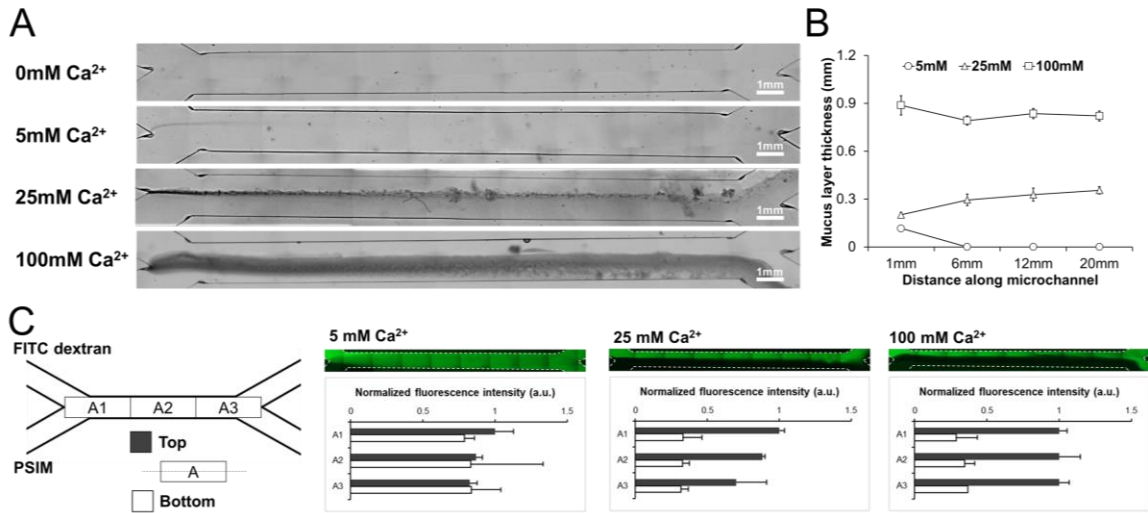 A
0mM Ca²⁺
1mm
5mM Ca²⁺
1mm
25mM Ca²⁺
1mm
100mM Ca²⁺
1mm
B
Mucus layer thickness (mm)
1.2
0.9
0.6
0.3
0
5mM 25mM 100mM
1mm 6mm 12mm 20mm
Distance along microchannel
C
FITC dextran
A1 A2 A3
Top
A
PSIM
Bottom
5 mM Ca²⁺
Normalized fluorescence intensity (a.u.)
0 0.5 1 1.5
A1
A2
A3
25 mM Ca²⁺
Normalized fluorescence intensity (a.u.)
0 0.5 1 1.5
A1
A2
A3
100 mM Ca²⁺
Normalized fluorescence intensity (a.u.)
0 0.5 1 1.5
A1
A2
A3